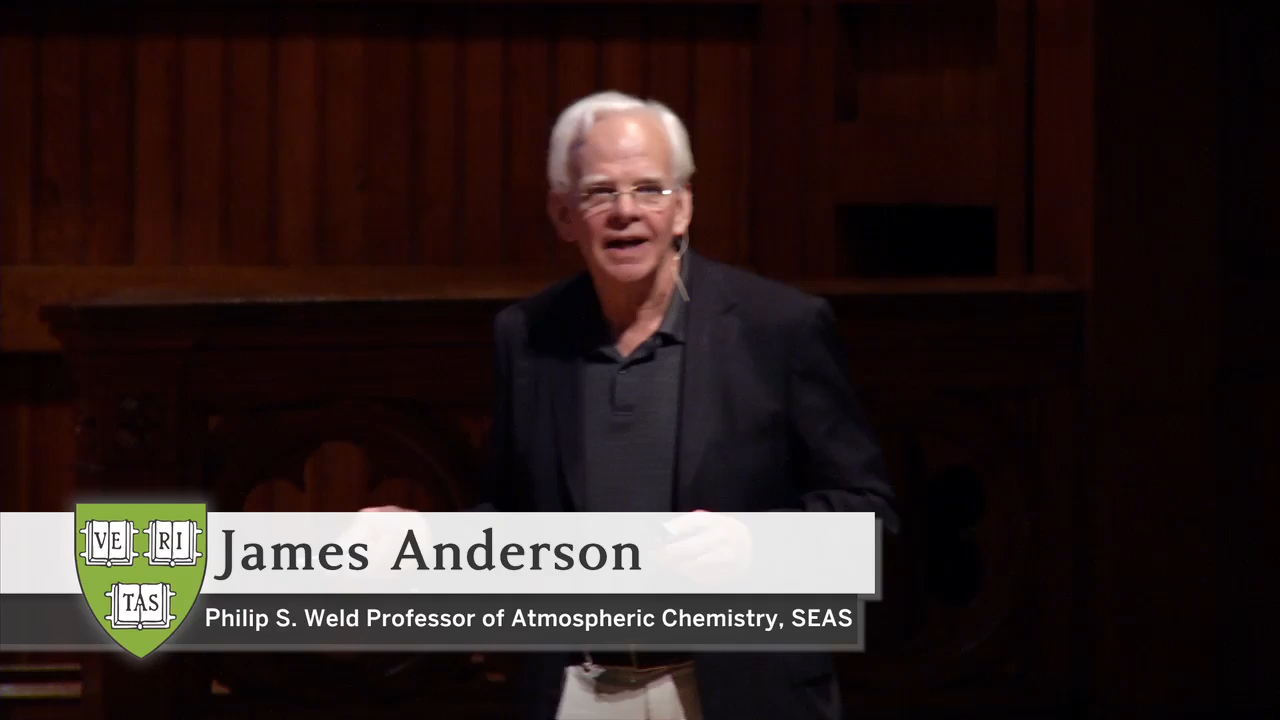 VE RI
TAS
James Anderson
Philip S. Weld Professor of Atmospheric Chemistry, SEAS